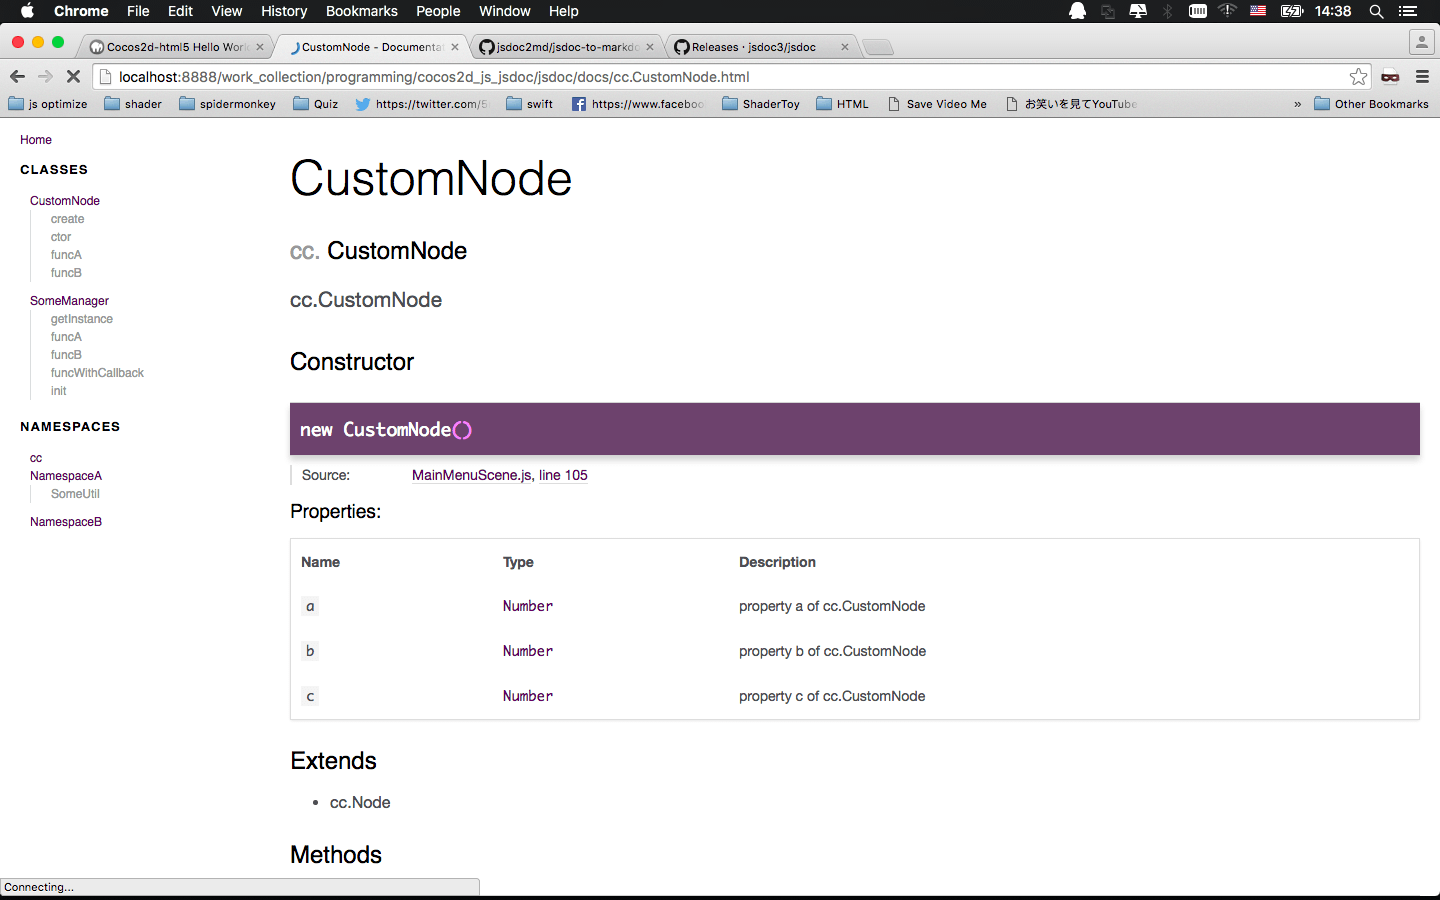 Chrome File Edit View History Bookmarks People Window Help 14:38
Cocos2d-html5 Hello Worl CustomNode - Documentat jsdoc2md/jsdoc-to-markdo Releases · jsdoc3/jsdoc
localhost:8888/work_collection/programming/cocos2d_js_jsdoc/jsdoc/docs/cc.CustomNode.html
js optimize shader spidermonkey Quiz https://twitter.com/5 swift https://www.faceboo ShaderToy HTML Save Video Me お笑いを見てYouTube » Other Bookmarks
Home
CLASSES
CustomNode
create
ctor
funcA
funcB
SomeManager
getInstance
funcA
funcB
funcWithCallback
init
NAMESPACES
cc
NamespaceA
SomeUtil
NamespaceB
CustomNode
cc. CustomNode
cc.CustomNode
Constructor
new CustomNode()
Source: MainMenuScene.js, line 105
Properties:
Name Type Description
a Number property a of cc.CustomNode
b Number property b of cc.CustomNode
c Number property c of cc.CustomNode
Extends
• cc.Node
Methods
Connecting...